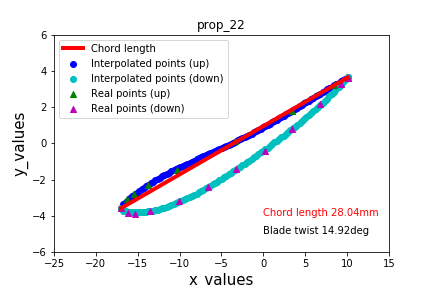 prop_22
Chord length
Interpolated points (up)
Interpolated points (down)
Real points (up)
Real points (down)
6
4
2
0
−2
−4
−6
y_values
Chord length 28.04mm
Blade twist 14.92deg
−25
−20
−15
−10
−5
0
5
10
15
x_values